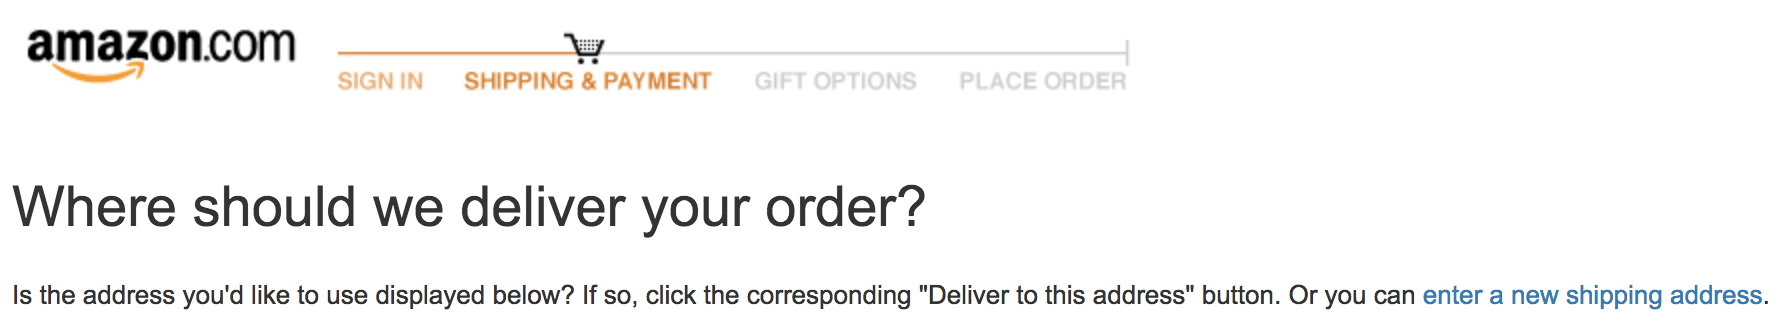 amazon.com
SIGN IN SHIPPING & PAYMENT GIFT OPTIONS PLACE ORDER
Where should we deliver your order?
Is the address you'd like to use displayed below? If so, click the corresponding "Deliver to this address" button. Or you can enter a new shipping address.